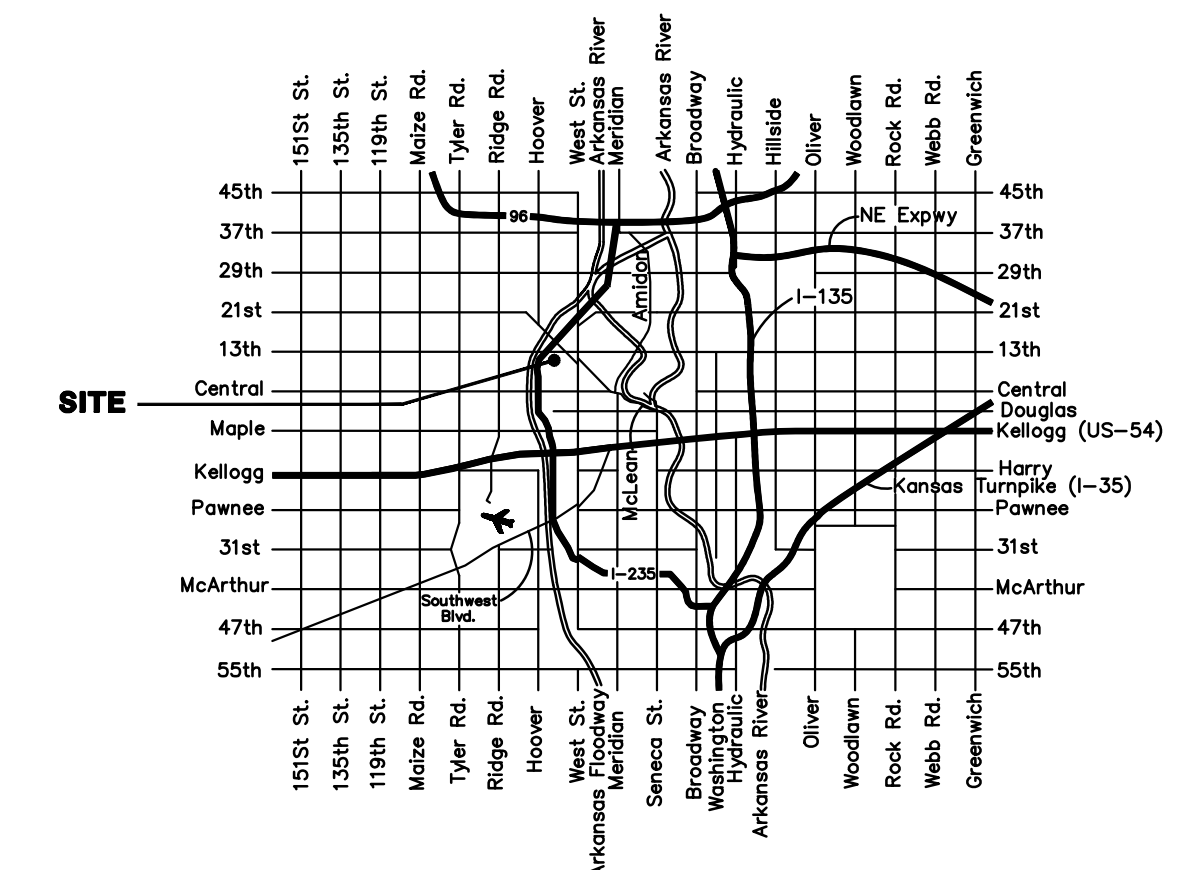 151St St.
135th St.
119th St.
Maize Rd.
Tyler Rd.
Ridge Rd.
Hoover
West St.
Arkansas River
Meridian
Arkansas River
Broadway
Hydraulic
Hillside
Oliver
Woodlawn
Rock Rd.
Webb Rd.
Greenwich
45th
45th
96
NE Expwy
37th
37th
29th
29th
Amidon
I-135
21st
21st
13th
13th
Central
Central
SITE
Douglas
Maple
Kellogg (US-54)
Kellogg
Harry
McLean
Kansas Turnpike (I-35)
Pawnee
Pawnee
31st
31st
I-235
McArthur
McArthur
Southwest
Blvd.
47th
47th
55th
55th
151St St.
135th St.
119th St.
Maize Rd.
Tyler Rd.
Ridge Rd.
Hoover
West St.
Arkansas Floodway
Meridian
Seneca St.
Broadway
Washington
Hydraulic
Arkansas River
Oliver
Woodlawn
Rock Rd.
Webb Rd.
Greenwich